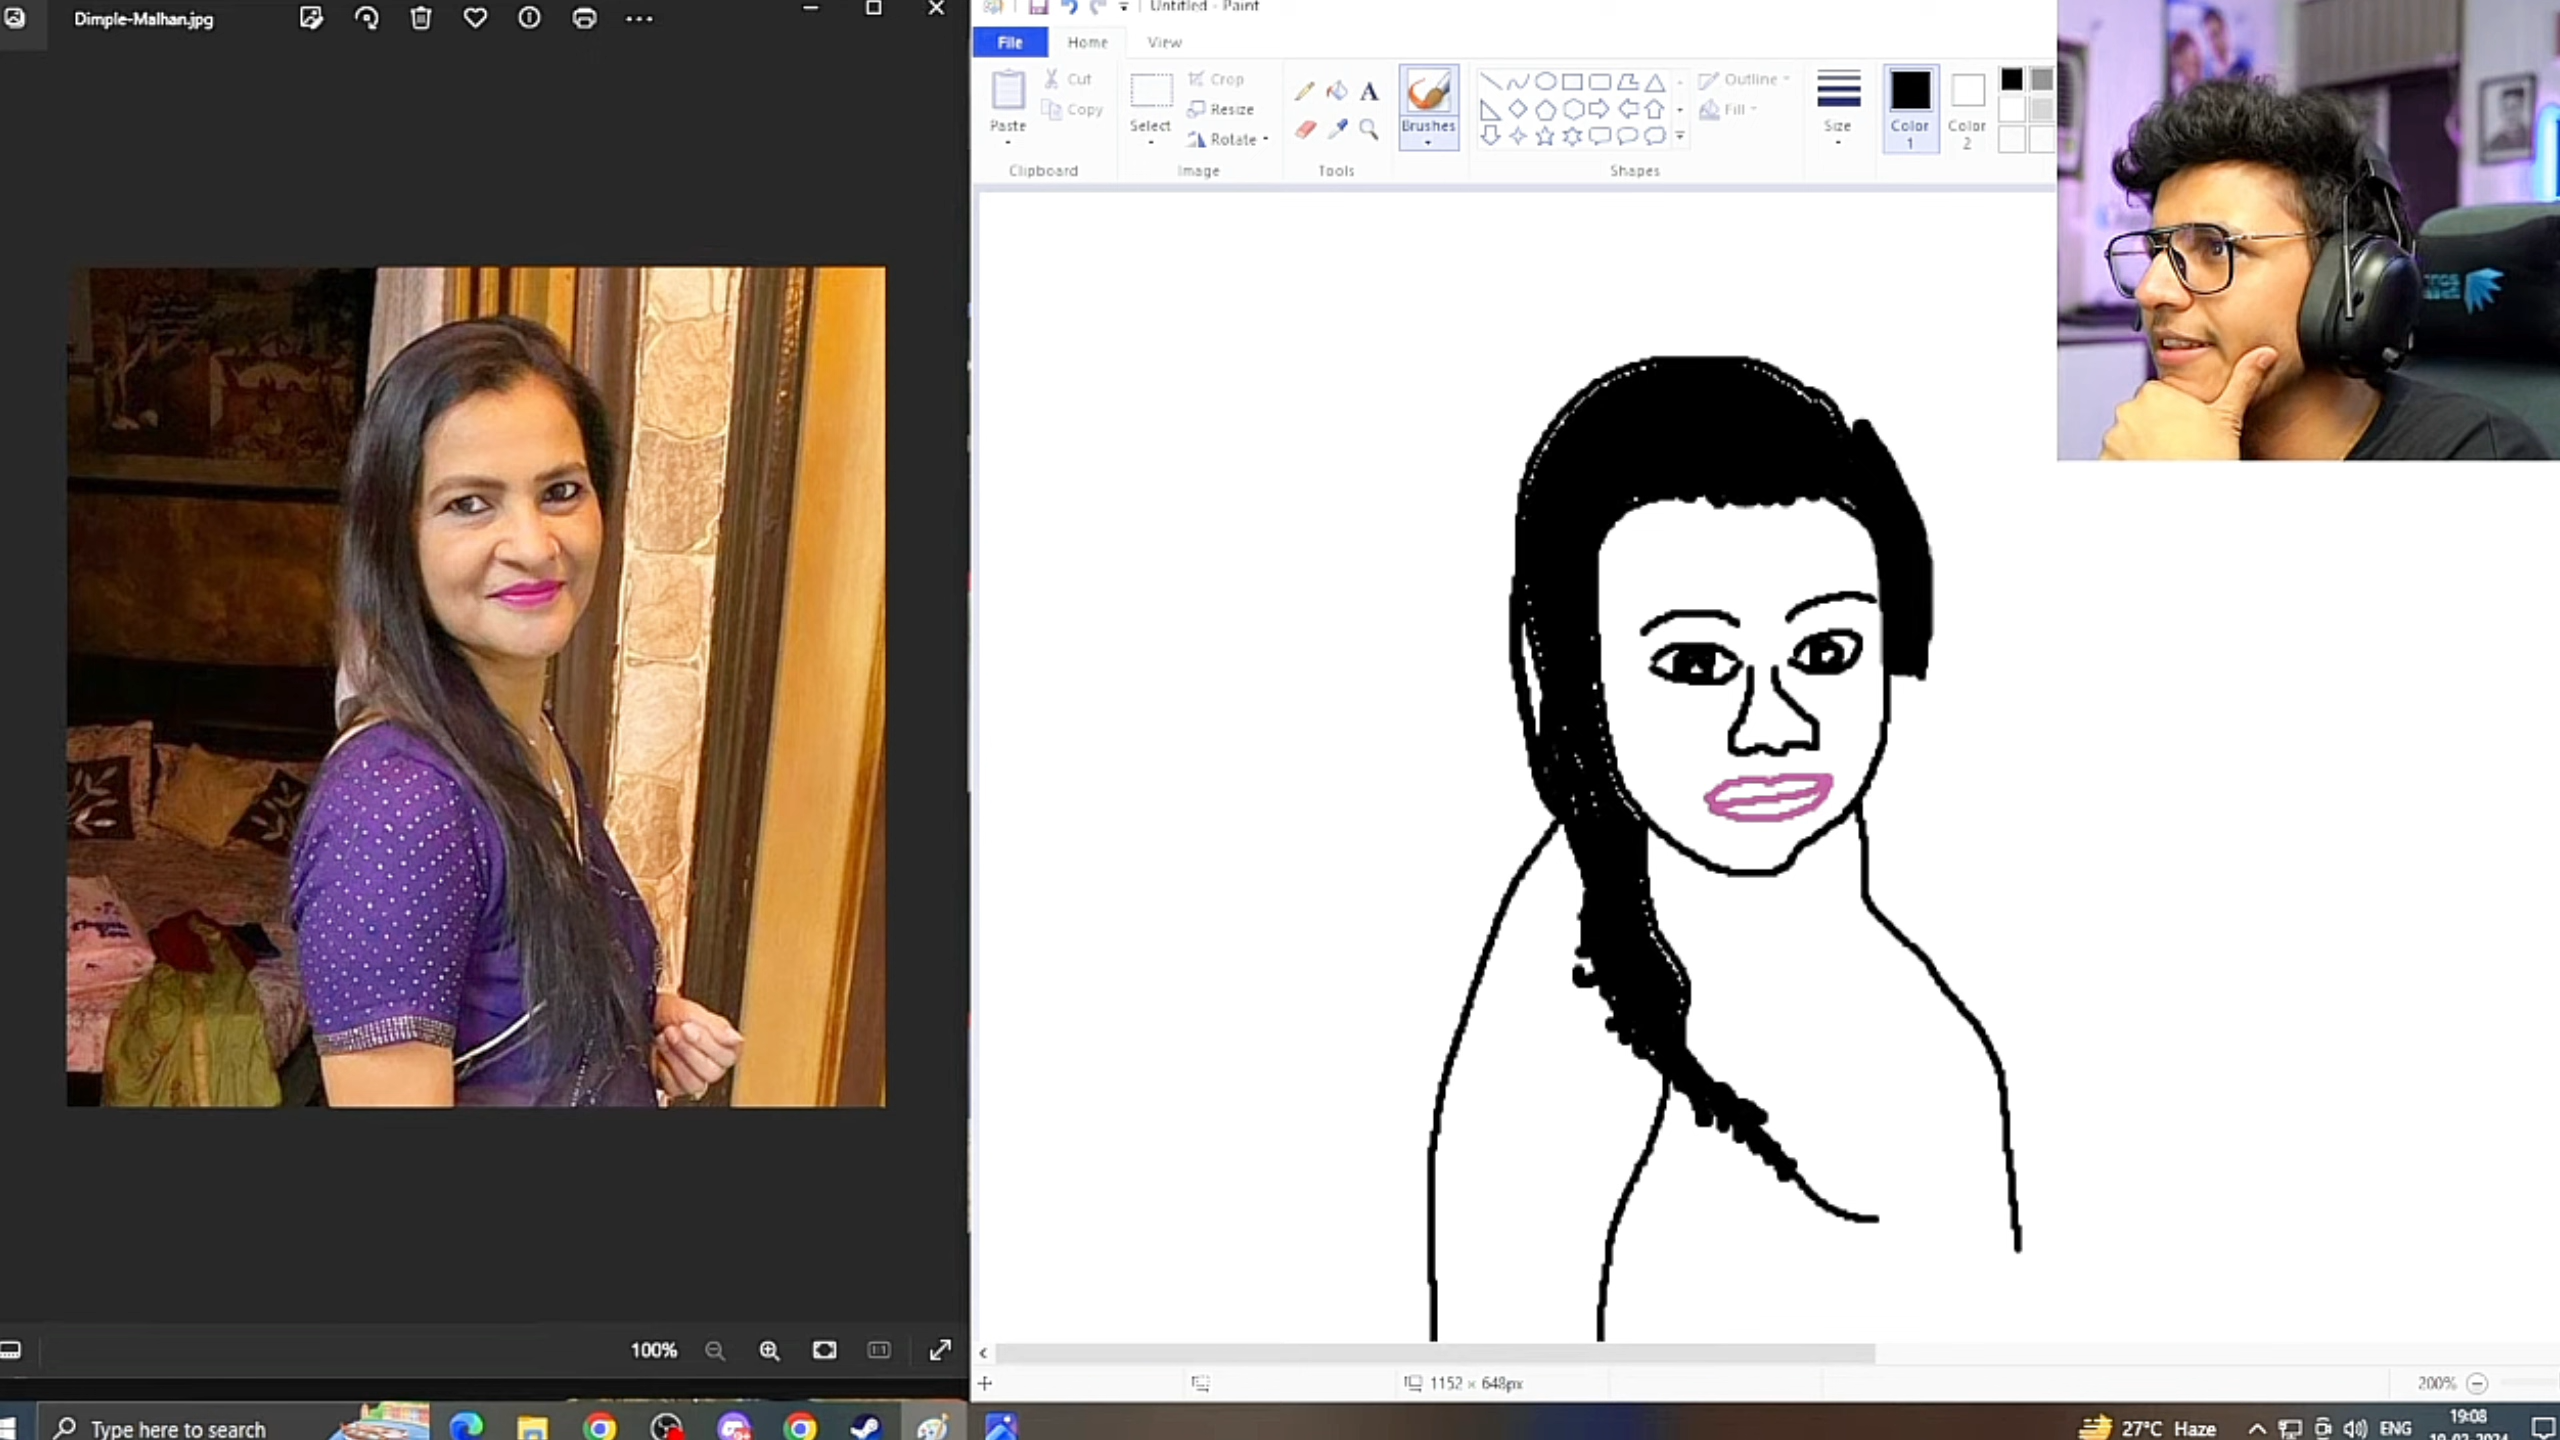 Dimple-Malhan.jpg
Untitled - Paint
File Home View
Paste
Cut
Copy
Clipboard
Select
Crop
Resize
Rotate
Image
Tools
Brushes
Outline
Fill
Shapes
Size
Color 1
Color 2
100%
1152 × 648px
200%
Type here to search
27°C Haze
ENG
19:08